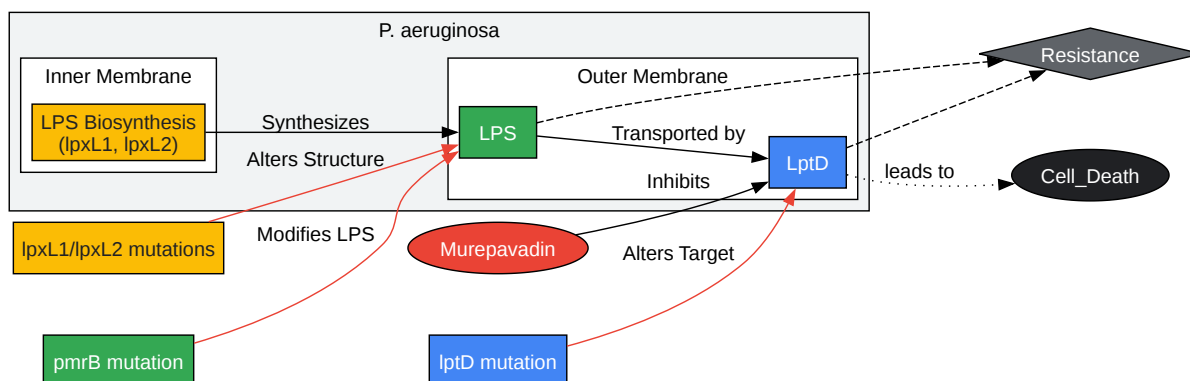 P. aeruginosa
Inner Membrane
LPS Biosynthesis
(lpxL1, lpxL2)
Synthesizes
Alters Structure
Outer Membrane
LPS
Transported by
LptD
Inhibits
Resistance
leads to
Cell_Death
lpxL1/lpxL2 mutations
Modifies LPS
Murepavadin
Alters Target
pmrB mutation
lptD mutation